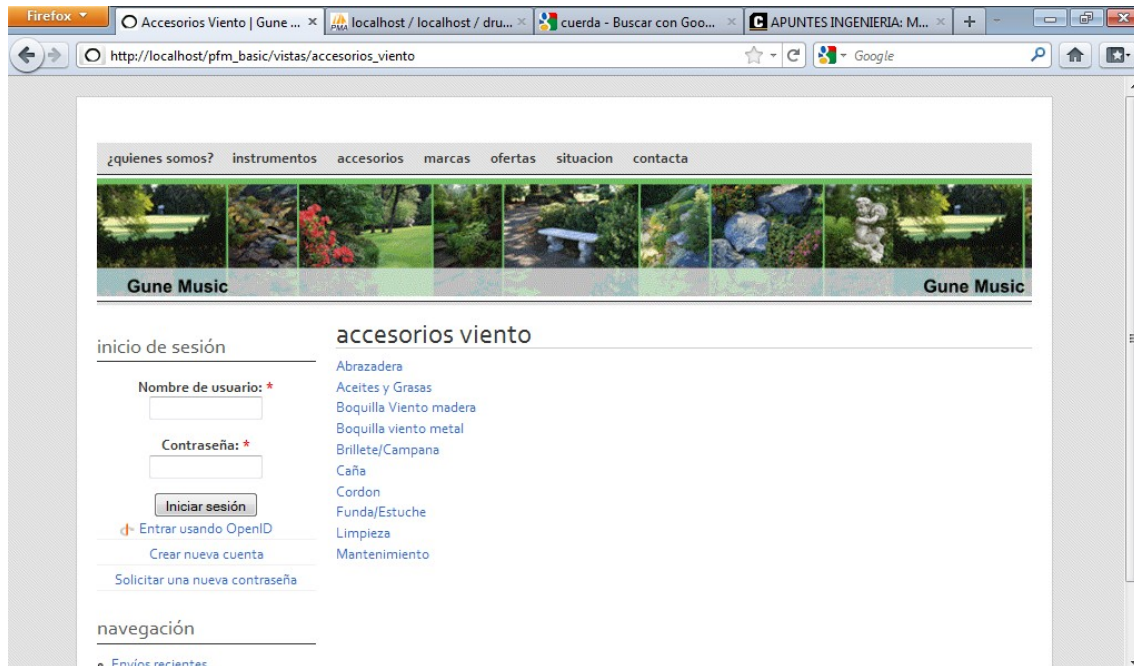 Firefox
Accesorios Viento | Gune ...
localhost / localhost / dru...
cuerda - Buscar con Goo...
APUNTES INGENIERIA: M...
http://localhost/pfm_basic/vistas/accesorios_viento
Google
¿quienes somos? instrumentos accesorios marcas ofertas situacion contacta
Gune Music
Gune Music
inicio de sesión
Nombre de usuario: *
Contraseña: *
Iniciar sesión
Entrar usando OpenID
Crear nueva cuenta
Solicitar una nueva contraseña
navegación
Envíos recientes
accesorios viento
Abrazadera
Aceites y Grasas
Boquilla Viento madera
Boquilla viento metal
Brillete/Campana
Caña
Cordon
Funda/Estuche
Limpieza
Mantenimiento